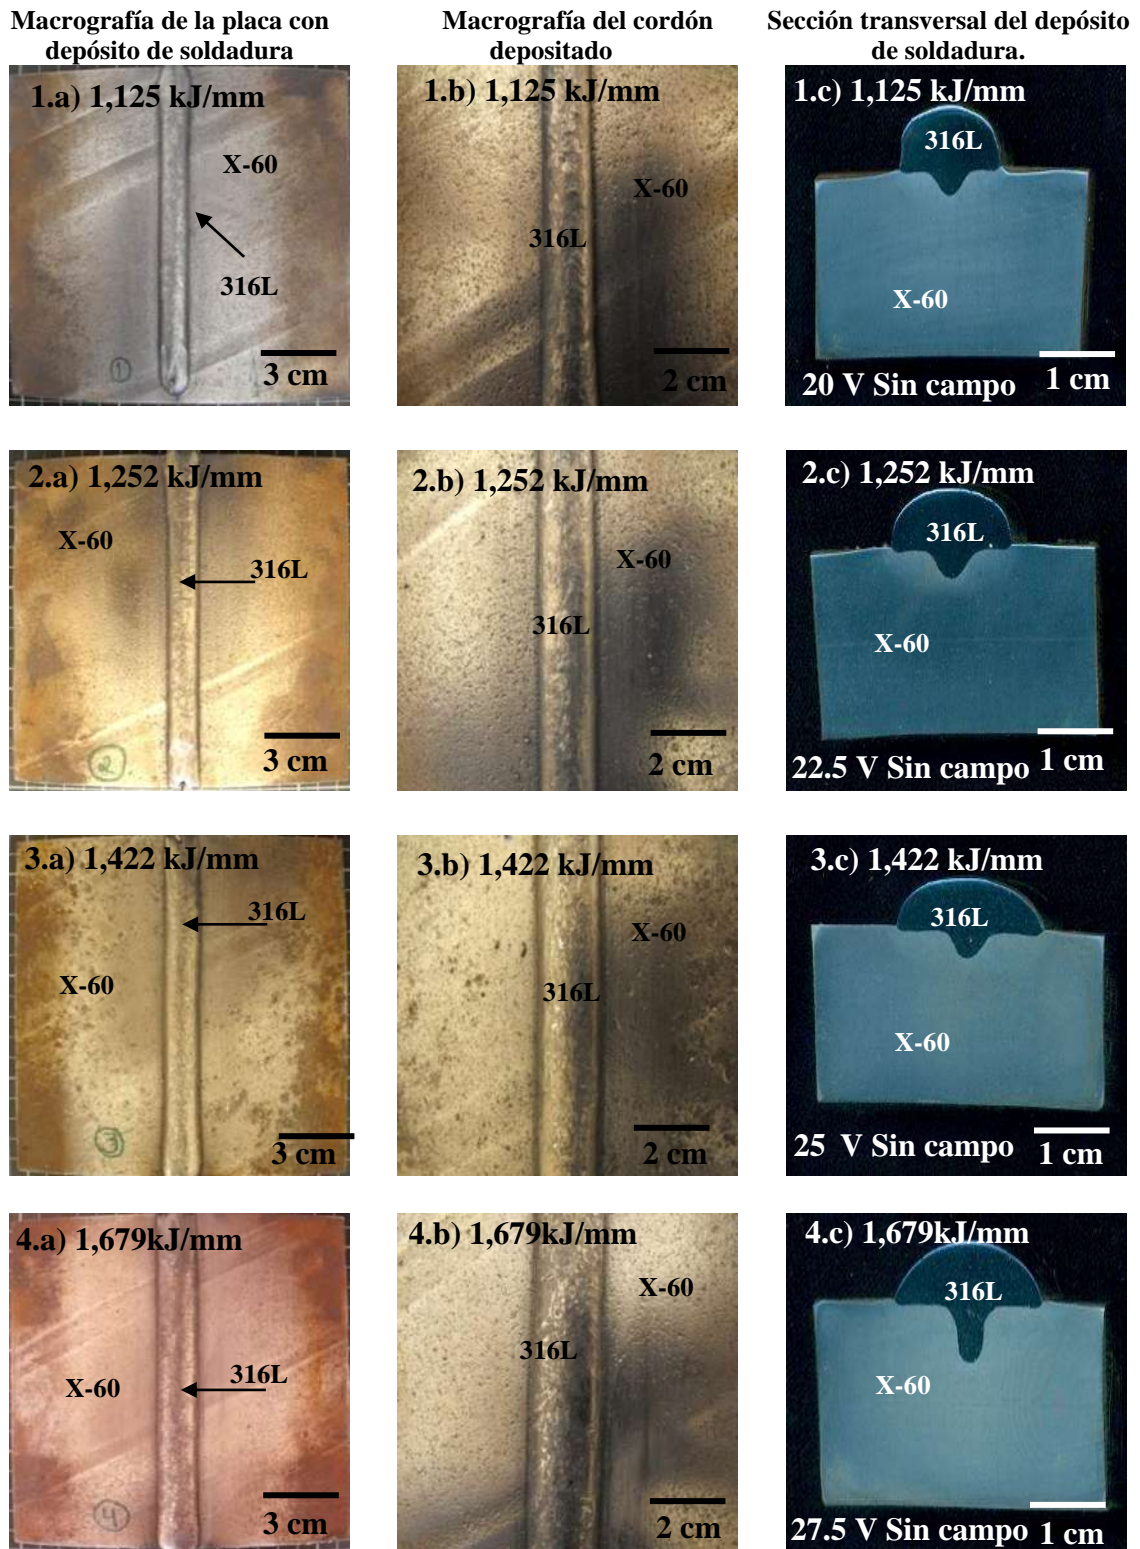 Macrografía de la placa con
depósito de soldadura
Macrografía del cordón
depositado
Sección transversal del depósito
de soldadura.
1.a) 1,125 kJ/mm
X-60
316L
1
3 cm
1.b) 1,125 kJ/mm
X-60
316L
2 cm
1.c) 1,125 kJ/mm
316L
X-60
20 V Sin campo
1 cm
2.a) 1,252 kJ/mm
X-60
316L
2
3 cm
2.b) 1,252 kJ/mm
X-60
316L
2 cm
2.c) 1,252 kJ/mm
316L
X-60
22.5 V Sin campo
1 cm
3.a) 1,422 kJ/mm
316L
X-60
3
3 cm
3.b) 1,422 kJ/mm
X-60
316L
2 cm
3.c) 1,422 kJ/mm
316L
X-60
25 V Sin campo
1 cm
4.a) 1,679kJ/mm
316L
X-60
4
3 cm
4.b) 1,679kJ/mm
X-60
316L
2 cm
4.c) 1,679kJ/mm
316L
X-60
27.5 V Sin campo
1 cm